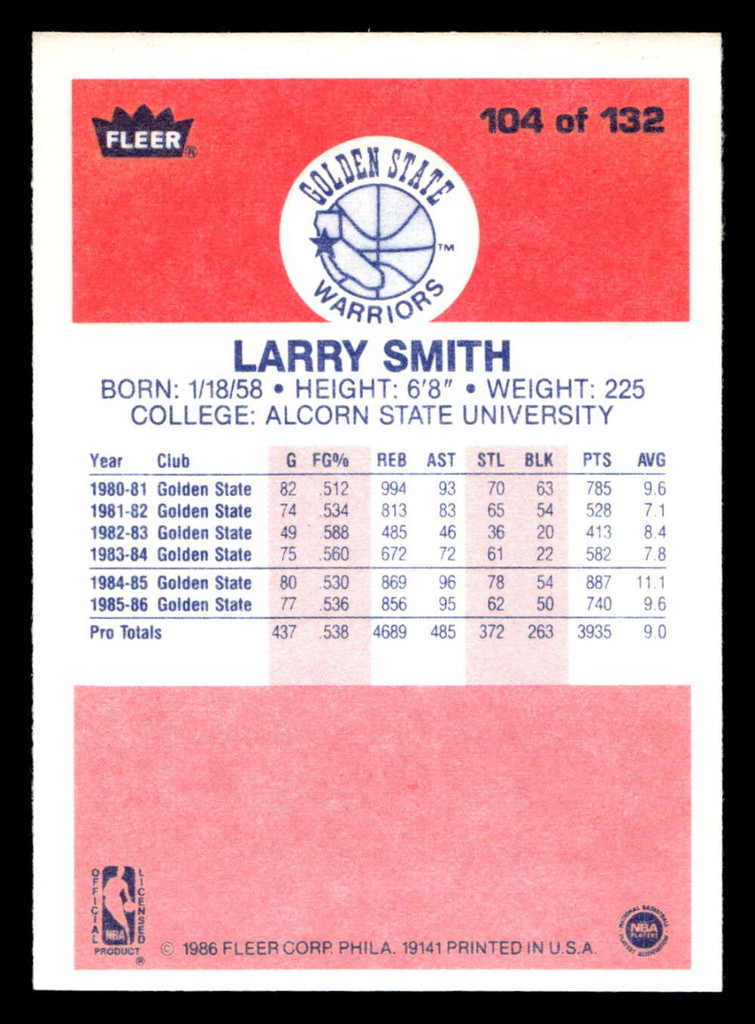 FLEER®
104 of 132
GOLDEN STATE
WARRIORS
TM
LARRY SMITH
BORN: 1/18/58 • HEIGHT: 6'8" • WEIGHT: 225
COLLEGE: ALCORN STATE UNIVERSITY
Year Club G FG% REB AST STL BLK PTS AVG
1980-81 Golden State 82 .512 994 93 70 63 785 9.6
1981-82 Golden State 74 .534 813 83 65 54 528 7.1
1982-83 Golden State 49 .588 485 46 36 20 413 8.4
1983-84 Golden State 75 .560 672 72 61 22 582 7.8
1984-85 Golden State 80 .530 869 96 78 54 887 11.1
1985-86 Golden State 77 .536 856 95 62 50 740 9.6
Pro Totals 437 .538 4689 485 372 263 3935 9.0
OFFICIAL
LICENSED
NBA
PRODUCT
®
© 1986 FLEER CORP. PHILA. 19141 PRINTED IN U.S.A.
NATIONAL BASKETBALL
NBA
PLAYERS
PLAYERS ASSOCIATION